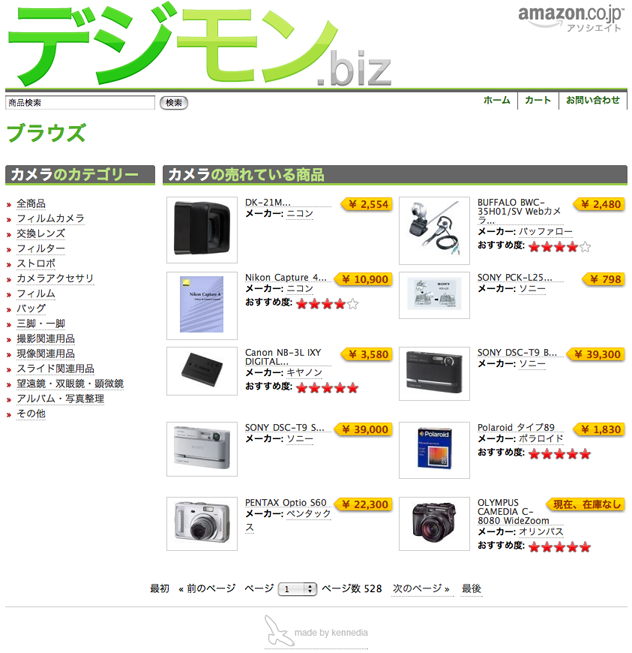 デジモン.biz
amazon.co.jp
アソシエイト
商品検索
検索
ホーム
カート
お問い合わせ
ブラウズ
カメラのカテゴリー
全商品
フィルムカメラ
交換レンズ
フィルター
ストロボ
カメラアクセサリ
フィルム
バッグ
三脚・一脚
撮影関連用品
現像関連用品
スライド関連用品
望遠鏡・双眼鏡・顕微鏡
アルバム・写真整理
その他
カメラの売れている商品
DK-21M...
¥ 2,554
メーカー: ニコン
BUFFALO BWC-
35H01/SV Webカメ
ラ...
¥ 2,480
メーカー: バッファロー
おすすめ度:
Nikon Capture 4
Nikon Capture 4...
¥ 10,900
メーカー: ニコン
おすすめ度:
SONY
SONY PCK-L25...
¥ 798
メーカー: ソニー
Canon NB-3L IXY
DIGITAL...
¥ 3,580
メーカー: キヤノン
おすすめ度:
SONY DSC-T9 B...
¥ 39,300
メーカー: ソニー
SONY DSC-T9 S...
¥ 39,000
メーカー: ソニー
Polaroid
Polaroid タイプ89
¥ 1,830
メーカー: ポラロイド
おすすめ度:
PENTAX Optio S60
¥ 22,300
メーカー: ペンタック
ス
OLYMPUS
CAMEDIA C-
8080 WideZoom
現在、在庫なし
メーカー: オリンパス
おすすめ度:
最初 « 前のページ ページ 1 ページ数 528 次のページ » 最後
made by kennedia